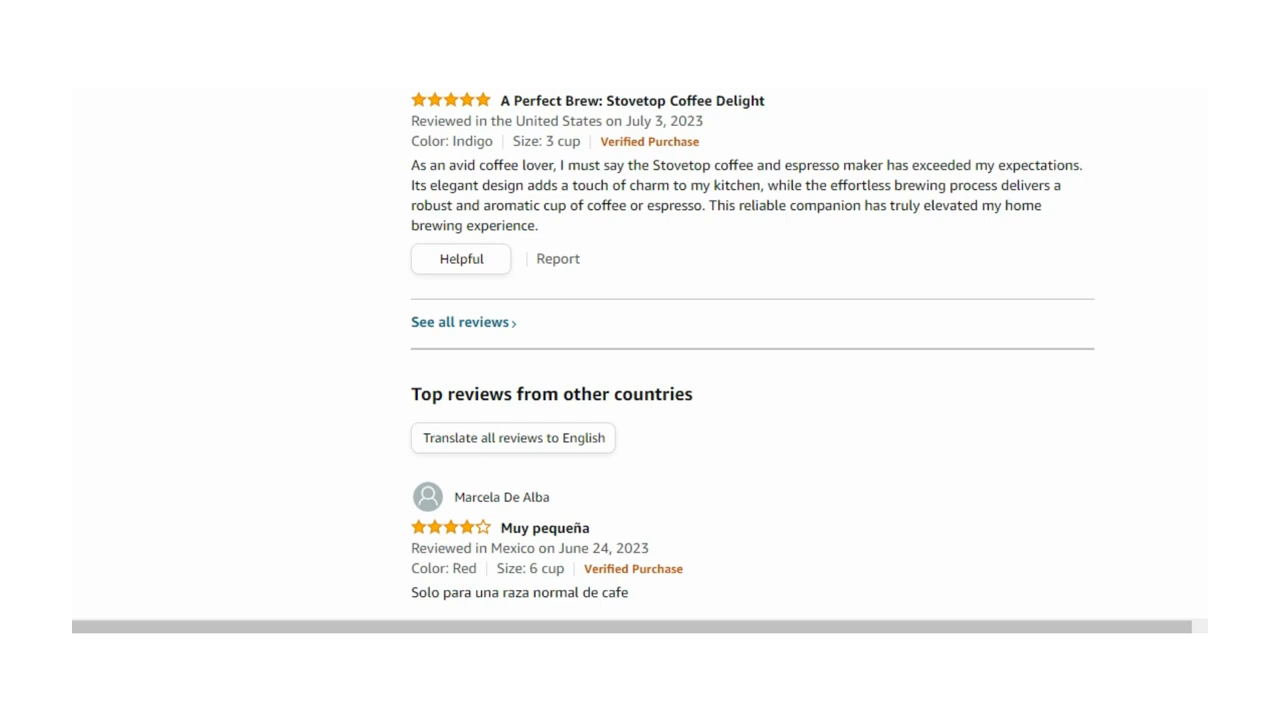 A Perfect Brew: Stovetop Coffee Delight
Reviewed in the United States on July 3, 2023
Color: Indigo | Size: 3 cup | Verified Purchase
As an avid coffee lover, I must say the Stovetop coffee and espresso maker has exceeded my expectations.
Its elegant design adds a touch of charm to my kitchen, while the effortless brewing process delivers a
robust and aromatic cup of coffee or espresso. This reliable companion has truly elevated my home
brewing experience.
Helpful | Report
See all reviews ›
Top reviews from other countries
Translate all reviews to English
Marcela De Alba
Muy pequeña
Reviewed in Mexico on June 24, 2023
Color: Red | Size: 6 cup | Verified Purchase
Solo para una raza normal de cafe